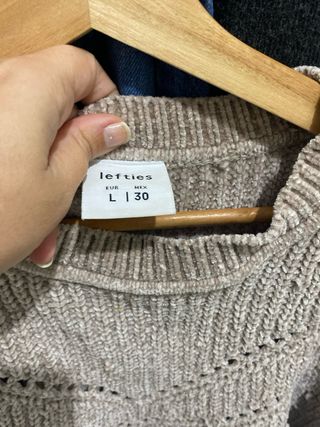 lefties
EUR MEX
L | 30